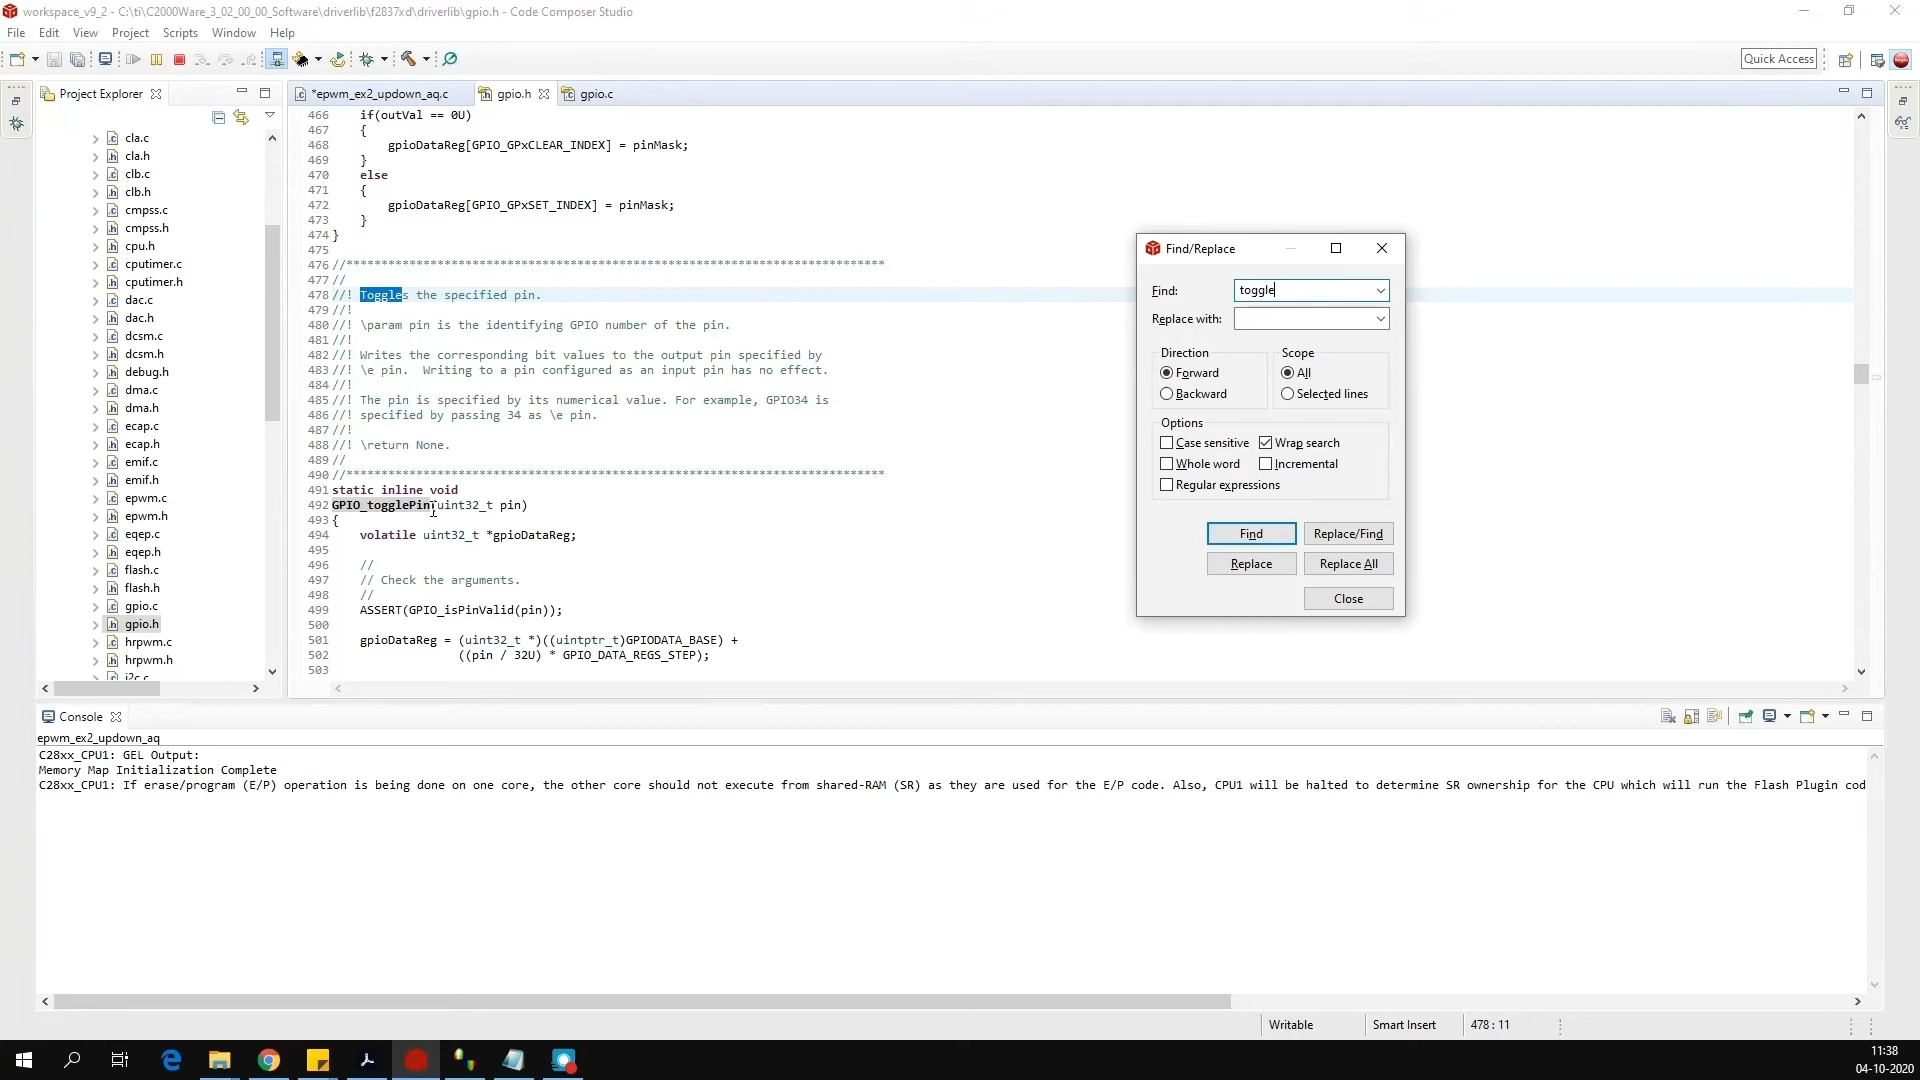 workspace_v9_2 - C:\ti\C2000Ware_3_02_00_00_Software\driverlib\f2837xd\driverlib\gpio.h - Code Composer Studio
File Edit View Project Scripts Window Help
Quick Access
Project Explorer
*epwm_ex2_updown_aq.c
gpio.h
gpio.c
cla.c
cla.h
clb.c
clb.h
cmpss.c
cmpss.h
cpu.h
cputimer.c
cputimer.h
dac.c
dac.h
dcsm.c
dcsm.h
debug.h
dma.c
dma.h
ecap.c
ecap.h
emif.c
emif.h
epwm.c
epwm.h
eqep.c
eqep.h
flash.c
flash.h
gpio.c
gpio.h
hrpwm.c
hrpwm.h
i2c.c
466 if(outVal == 0U)
467 {
468 gpioDataReg[GPIO_GPxCLEAR_INDEX] = pinMask;
469 }
470 else
471 {
472 gpioDataReg[GPIO_GPxSET_INDEX] = pinMask;
473 }
474 }
475
476 //*****************************************************************************
477 //
478 //! Toggles the specified pin.
479 //!
480 //! \param pin is the identifying GPIO number of the pin.
481 //!
482 //! Writes the corresponding bit values to the output pin specified by
483 //! \e pin.  Writing to a pin configured as an input pin has no effect.
484 //!
485 //! The pin is specified by its numerical value. For example, GPIO34 is
486 //! specified by passing 34 as \e pin.
487 //!
488 //! \return None.
489 //
490 //*****************************************************************************
491 static inline void
492 GPIO_togglePin(uint32_t pin)
493 {
494 volatile uint32_t *gpioDataReg;
495
496 //
497 // Check the arguments.
498 //
499 ASSERT(GPIO_isPinValid(pin));
500
501 gpioDataReg = (uint32_t *)((uintptr_t)GPIODATA_BASE) +
502 ((pin / 32U) * GPIO_DATA_REGS_STEP);
503
Find/Replace
Find: toggle
Replace with:
Direction
Forward
Backward
Scope
All
Selected lines
Options
Case sensitive
Wrap search
Whole word
Incremental
Regular expressions
Find
Replace/Find
Replace
Replace All
Close
Console
epwm_ex2_updown_aq
C28xx_CPU1: GEL Output:
Memory Map Initialization Complete
C28xx_CPU1: If erase/program (E/P) operation is being done on one core, the other core should not execute from shared-RAM (SR) as they are used for the E/P code. Also, CPU1 will be halted to determine SR ownership for the CPU which will run the Flash Plugin cod
Writable
Smart Insert
478 : 11
11:38
04-10-2020